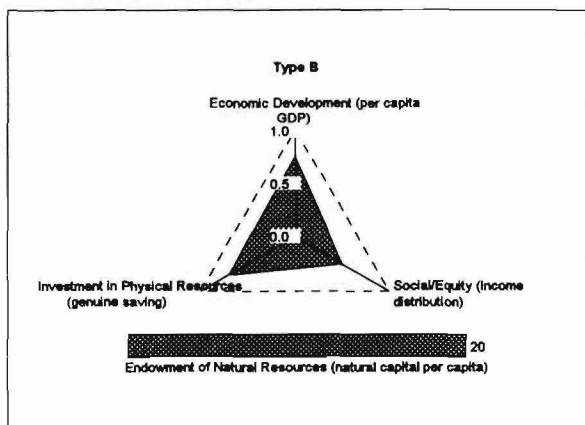 Type B
Economic Development (per capita
GDP)
1.0
0.5
0.0
Investment in Physical Resources
(genuine saving)
Social/Equity (Income
distribution)
20
Endowment of Natural Resources (natural capital per capita)